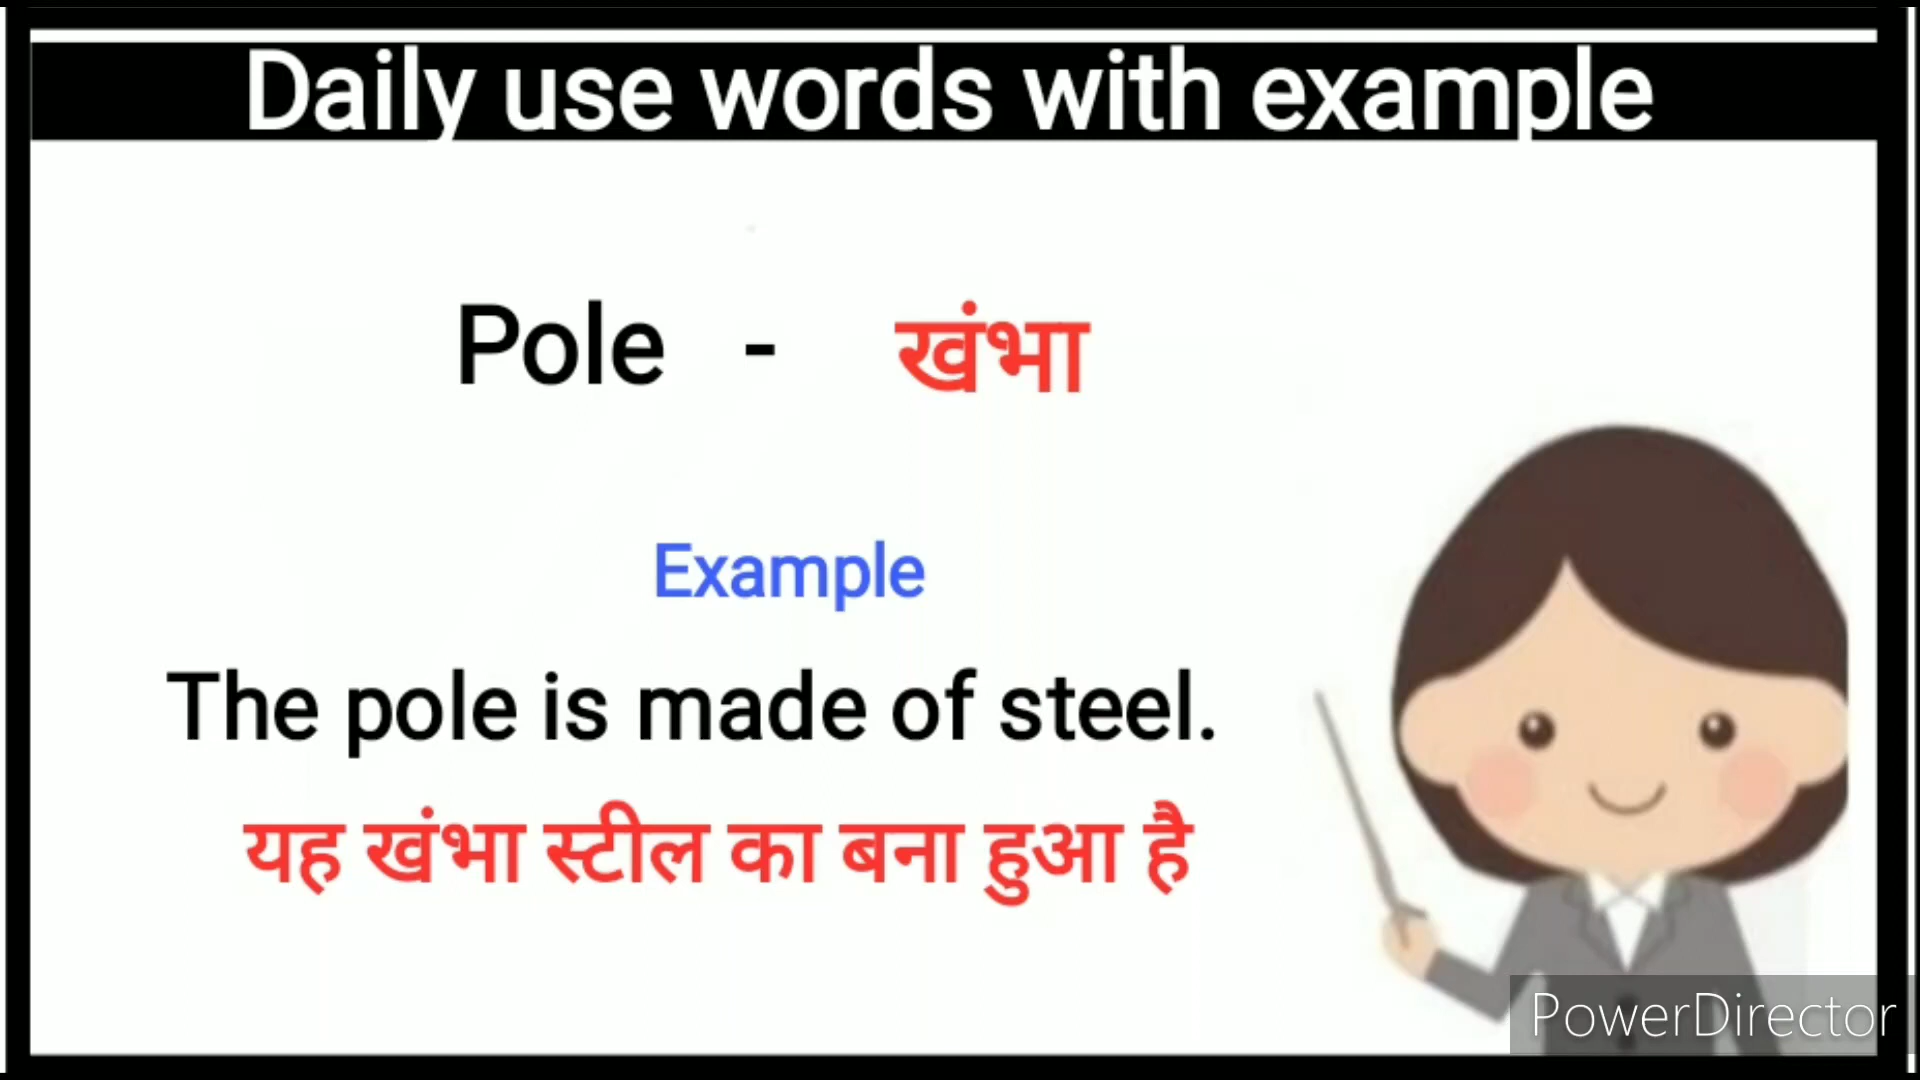 Daily use words with example
Pole - खंभा
Example
The pole is made of steel.
यह खंभा स्टील का बना हुआ है
PowerDirector